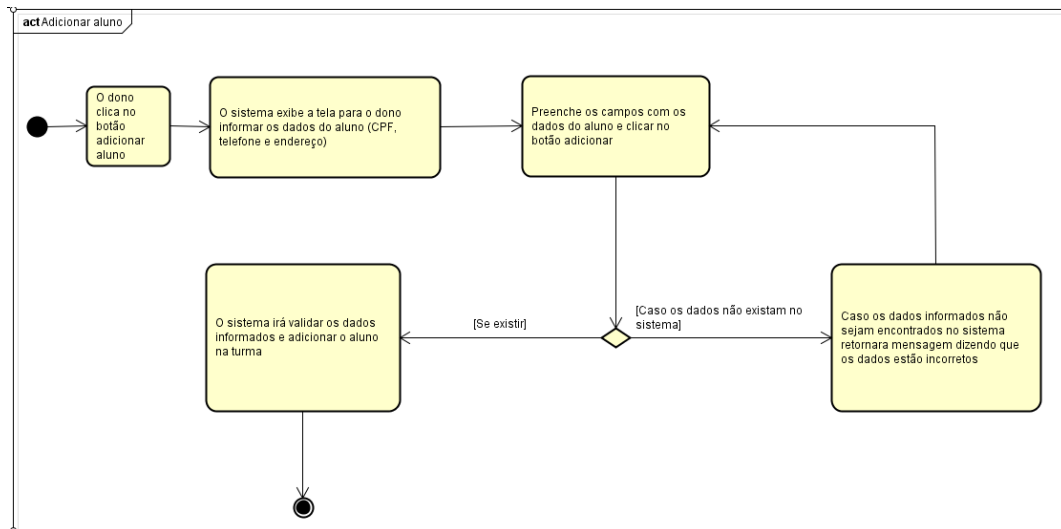 act Adicionar aluno
O dono
clica no
botão
adicionar
aluno
O sistema exibe a tela para o dono
informar os dados do aluno (CPF,
telefone e endereço)
Preenche os campos com os
dados do aluno e clicar no
botão adicionar
O sistema irá validar os dados
informados e adicionar o aluno
na turma
[Se existir]
[Caso os dados não existam no
sistema]
Caso os dados informados não
sejam encontrados no sistema
retornara mensagem dizendo que
os dados estão incorretos